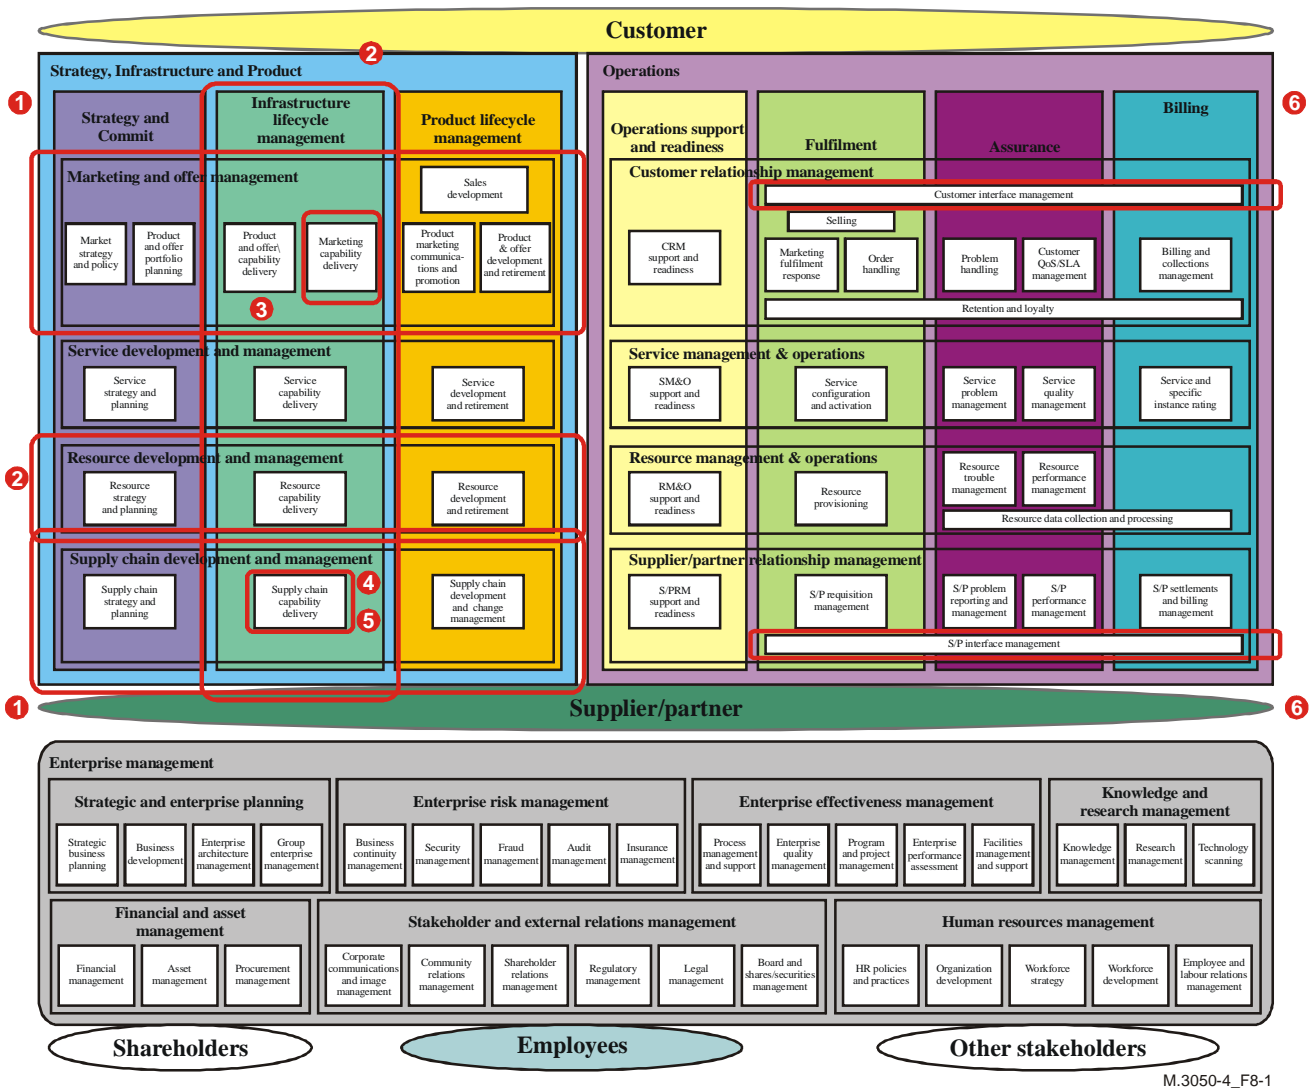 Customer
2
Strategy, Infrastructure and Product
Operations
1
6
Strategy and
Commit
Infrastructure
lifecycle
management
Product lifecycle
management
Operations support
and readiness
Fulfilment
Assurance
Billing
Marketing and offer management
Sales
development
Market
strategy
and policy
Product
and offer
portfolio
planning
Product
and offer\
capability
delivery
Marketing
capability
delivery
Product
marketing
communica-
tions and
promotion
Product
& offer
development
and retirement
3
Customer relationship management
Customer interface management
Selling
CRM
support and
readiness
Marketing
fulfilment
response
Order
handling
Problem
handling
Customer
QoS/SLA
management
Billing and
collections
management
Retention and loyalty
Service development and management
Service
strategy and
planning
Service
capability
delivery
Service
development
and retirement
Service management & operations
SM&O
support and
readiness
Service
configuration
and activation
Service
problem
management
Service
quality
management
Service and
specific
instance rating
2
Resource development and management
Resource
strategy
and planning
Resource
capability
delivery
Resource
development
and retirement
Resource management & operations
RM&O
support and
readiness
Resource
provisioning
Resource
trouble
management
Resource
performance
management
Resource data collection and processing
Supply chain development and management
Supply chain
strategy and
planning
Supply chain
capability
delivery
4
5
Supply chain
development
and change
management
Supplier/partner relationship management
S/PRM
support and
readiness
S/P requisition
management
S/P problem
reporting and
management
S/P
performance
management
S/P settlements
and billing
management
S/P interface management
1
Supplier/partner
6
Enterprise management
Strategic and enterprise planning
Strategic
business
planning
Business
development
Enterprise
architecture
management
Group
enterprise
management
Enterprise risk management
Business
continuity
management
Security
management
Fraud
management
Audit
management
Insurance
management
Enterprise effectiveness management
Process
management
and support
Enterprise
quality
management
Program
and project
management
Enterprise
performance
assessment
Facilities
management
and support
Knowledge and
research management
Knowledge
management
Research
management
Technology
scanning
Financial and asset
management
Financial
management
Asset
management
Procurement
management
Stakeholder and external relations management
Corporate
communications
and image
management
Community
relations
management
Shareholder
relations
management
Regulatory
management
Legal
management
Board and
shares/securities
management
Human resources management
HR policies
and practices
Organization
development
Workforce
strategy
Workforce
development
Employee and
labour relations
management
Shareholders
Employees
Other stakeholders
M.3050-4_F8-1